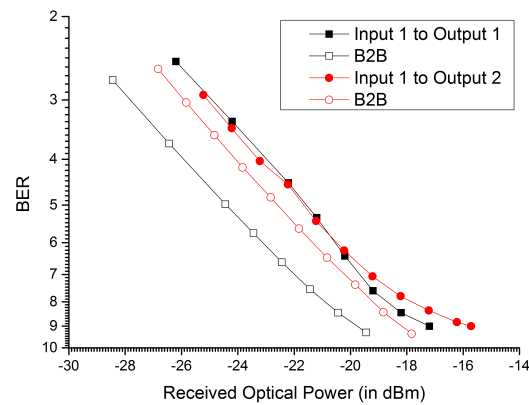 2
3
4
5
6
7
8
9
10
BER
Input 1 to Output 1
B2B
Input 1 to Output 2
B2B
-30 -28 -26 -24 -22 -20 -18 -16 -14
Received Optical Power (in dBm)